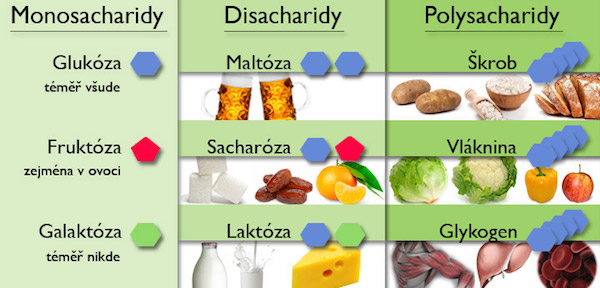 Monosacharidy
Glukóza
téměř všude
Fruktóza
zejména v ovoci
Galaktóza
téměř nikde
Disacharidy
Maltóza
Sacharóza
Laktóza
Polysacharidy
Škrob
Vláknina
Glykogen